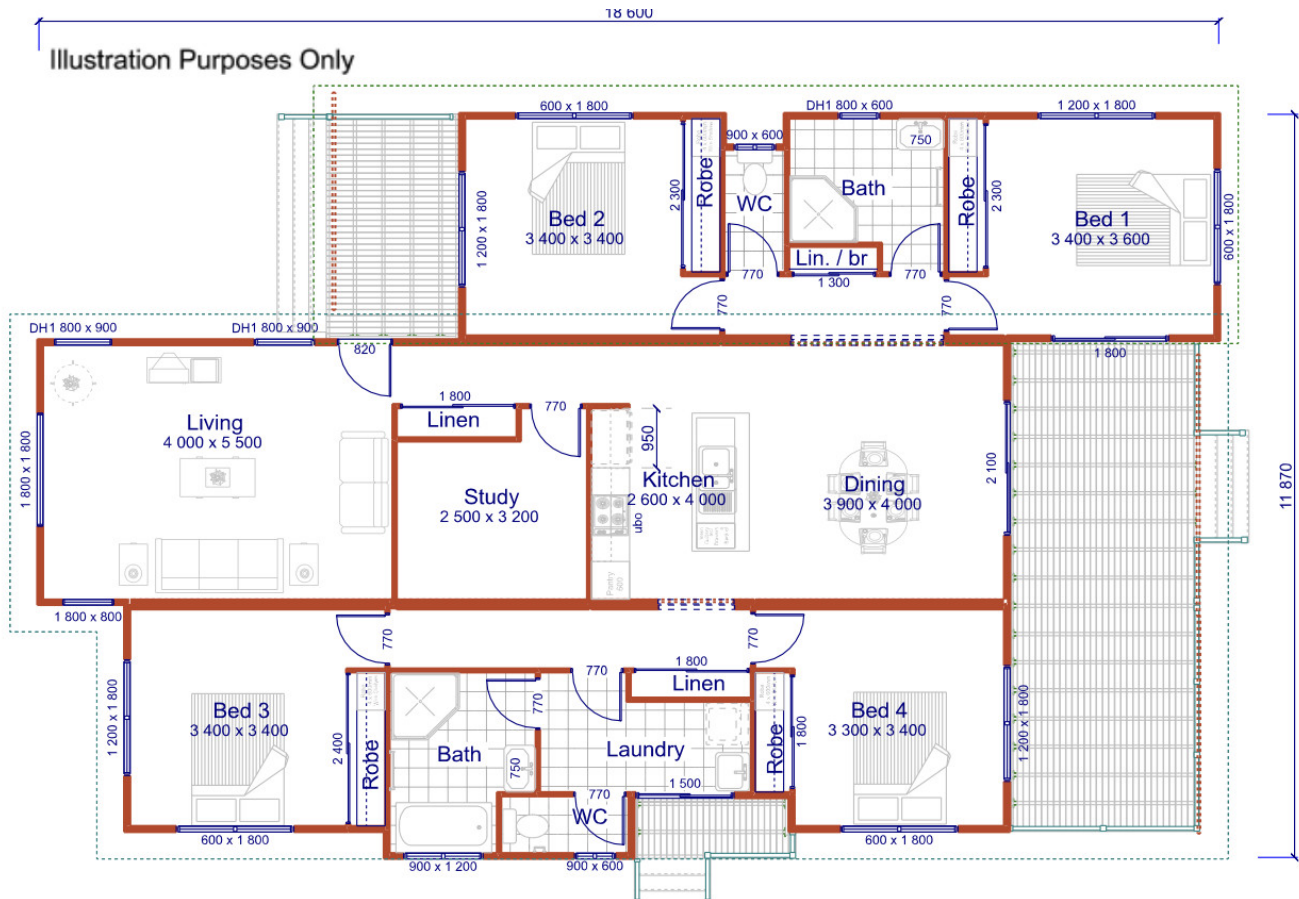 18 600
Illustration Purposes Only
600 x 1 800
DH1 800 x 600
1 200 x 1 800
900 x 600
750
Robe
WC
Bath
Robe
2 300
2 300
Bed 2
3 400 x 3 400
Bed 1
3 400 x 3 600
1 200 x 1 800
600 x 1 800
Lin. / br
770
1 300
770
770
770
DH1 800 x 900
DH1 800 x 900
820
1 800
11 870
1 800
770
Linen
Living
4 000 x 5 500
950
1 800 x 1 800
Kitchen
2 600 x 4 000
Dining
3 900 x 4 000
2 100
Study
2 500 x 3 200
ubo
Pantry
600
1 800 x 800
770
770
770
1 800
Linen
770
Bed 3
3 400 x 3 400
1 200 x 1 800
2 400
Robe
Bath
750
Laundry
Robe
1 800
Bed 4
3 300 x 3 400
1 200 x 1 800
1 500
770
WC
600 x 1 800
900 x 1 200
900 x 600
600 x 1 800